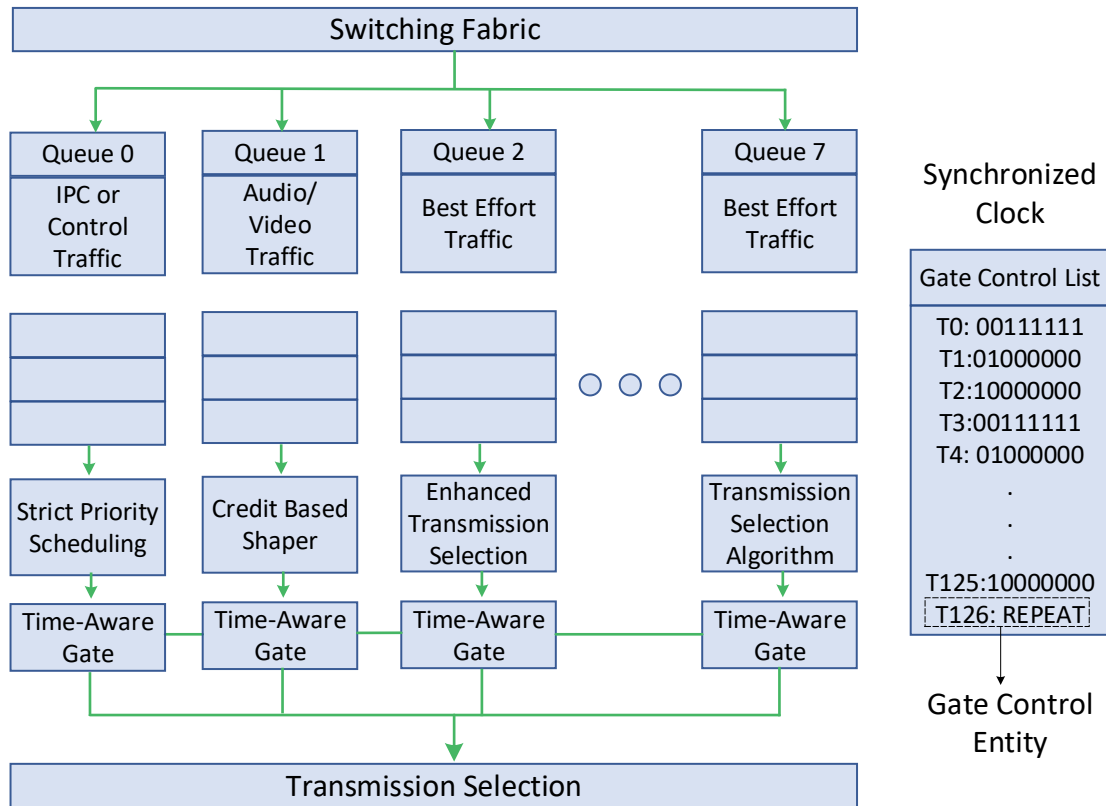 Switching Fabric
Queue 0
IPC or
Control
Traffic
Queue 1
Audio/
Video
Traffic
Queue 2
Best Effort
Traffic
Queue 7
Best Effort
Traffic
Strict Priority
Scheduling
Credit Based
Shaper
Enhanced
Transmission
Selection
Transmission
Selection
Algorithm
Time-Aware
Gate
Time-Aware
Gate
Time-Aware
Gate
Time-Aware
Gate
Transmission Selection
Synchronized
Clock
Gate Control List
T0: 00111111
T1:01000000
T2:10000000
T3:00111111
T4: 01000000
.
.
.
T125:10000000
T126: REPEAT
Gate Control
Entity